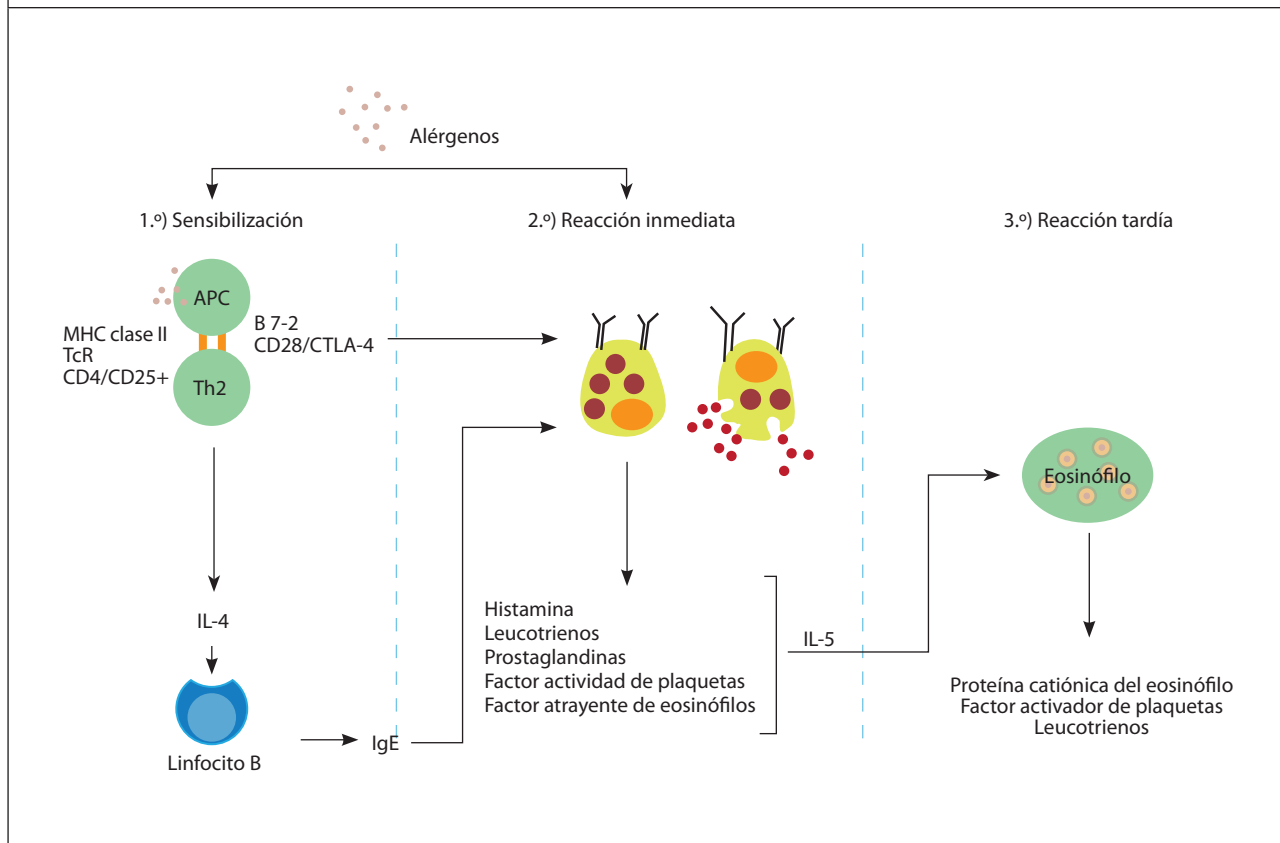 Alérgenos
1.º) Sensibilización
2.º) Reacción inmediata
3.º) Reacción tardía
APC
MHC clase II
TcR
CD4/CD25+
B 7-2
CD28/CTLA-4
Th2
IL-4
Linfocito B
IgE
Histamina
Leucotrienos
Prostaglandinas
Factor actividad de plaquetas
Factor atrayente de eosinófilos
IL-5
Eosinófilo
Proteína catiónica del eosinófilo
Factor activador de plaquetas
Leucotrienos